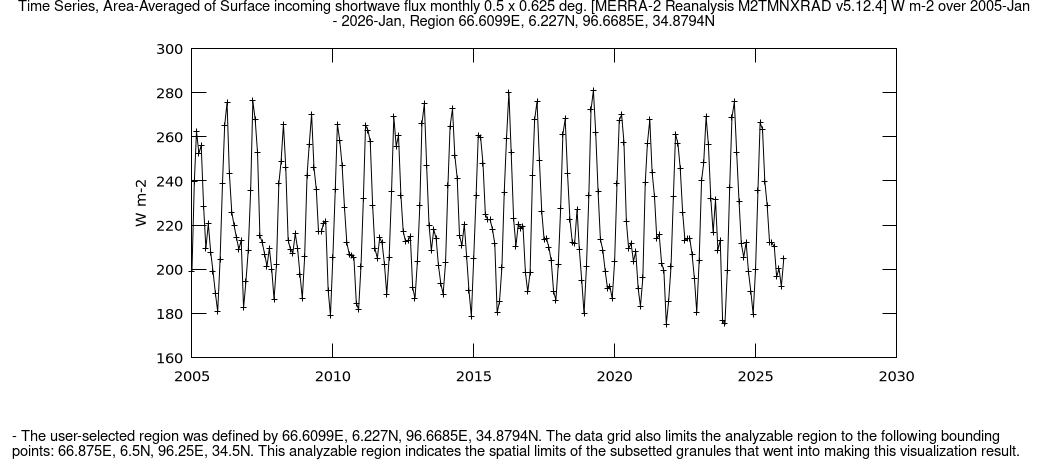 Time Series, Area-Averaged of Surface incoming shortwave flux monthly 0.5 x 0.625 deg. [MERRA-2 Reanalysis M2TMNXRAD v5.12.4] W m-2 over 2005-Jan
- 2026-Jan, Region 66.6099E, 6.227N, 96.6685E, 34.8794N
300
280
260
240
220
200
180
160
W m-2
2005
2010
2015
2020
2025
2030
- The user-selected region was defined by 66.6099E, 6.227N, 96.6685E, 34.8794N. The data grid also limits the analyzable region to the following bounding
points: 66.875E, 6.5N, 96.25E, 34.5N. This analyzable region indicates the spatial limits of the subsetted granules that went into making this visualization result.